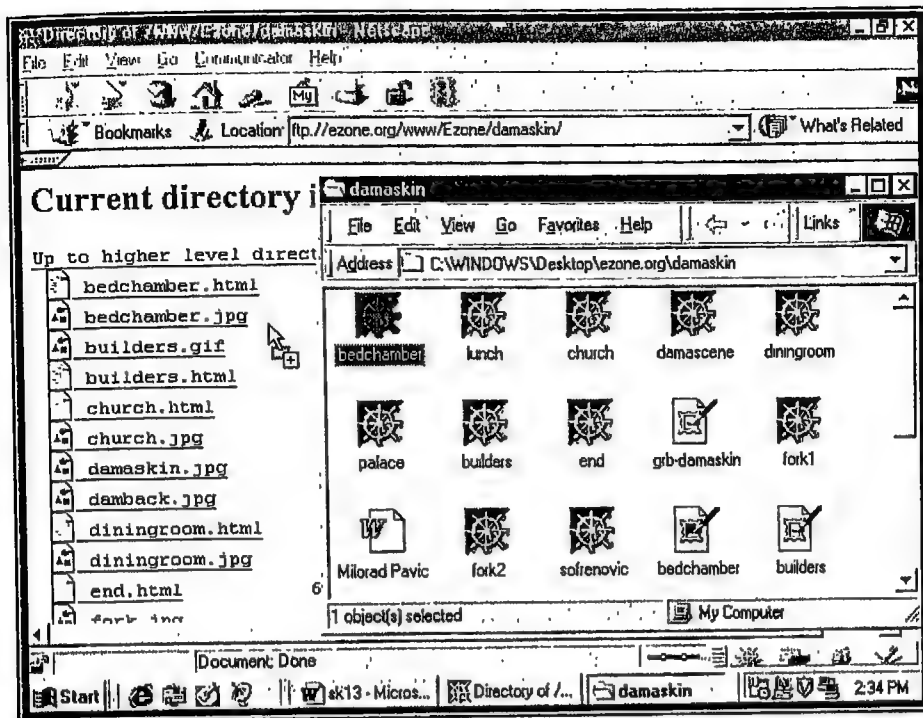 Directory of /www/Ezone/damaskin - Netscape
File Edit View Go Communicator Help
My
N
Bookmarks Location: ftp://ezone.org/www/Ezone/damaskin/ What's Related
Current directory i
Up to higher level direct
bedchamber.html
bedchamber.jpg
builders.gif
builders.html
church.html
church.jpg
damaskin.jpg
damback.jpg
diningroom.html
diningroom.jpg
end.html 6
fork.jpg
damaskin
File Edit View Go Favorites Help Links
Address C:\WINDOWS\Desktop\ezone.org\damaskin
bedchamber lunch church damascene diningroom
palace builders end grb-damaskin fork1
W
Milorad Pavic fork2 sofrenovic bedchamber builders
1 object(s) selected My Computer
Document: Done
Start W sk13 - Micros... Directory of /... damaskin 2:34 PM